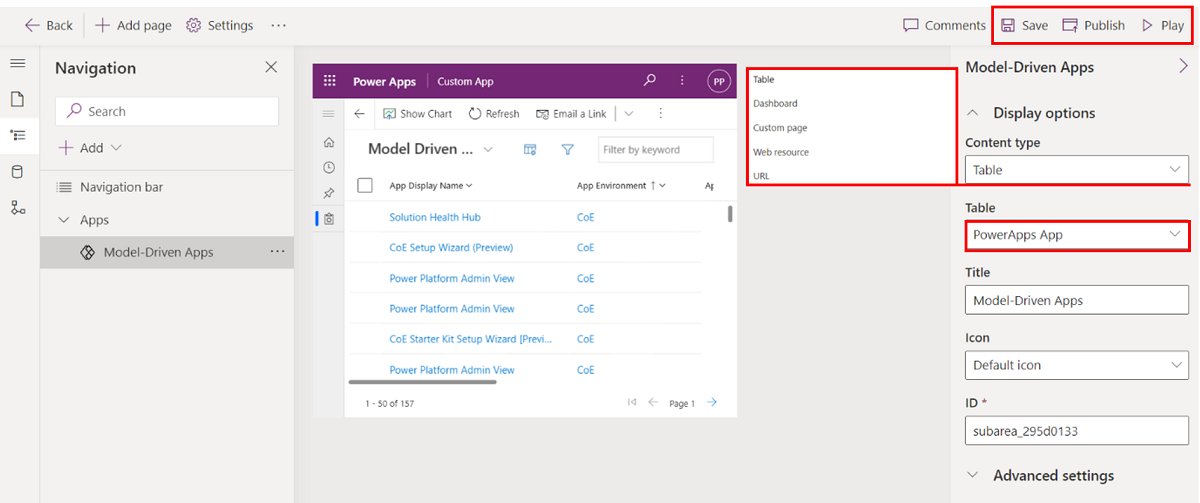 Back
Add page
Settings
Comments
Save
Publish
Play
Navigation
Search
Add
Navigation bar
Apps
Model-Driven Apps
Power Apps
Custom App
PP
Show Chart
Refresh
Email a Link
Model Driven ...
Filter by keyword
App Display Name
App Environment
Ap
Solution Health Hub CoE
CoE Setup Wizard (Preview) CoE
Power Platform Admin View CoE
Power Platform Admin View CoE
CoE Starter Kit Setup Wizard [Previ... CoE
Power Platform Admin View CoE
1 - 50 of 157
Page 1
Table
Dashboard
Custom page
Web resource
URL
Model-Driven Apps
Display options
Content type
Table
Table
PowerApps App
Title
Model-Driven Apps
Icon
Default icon
ID *
subarea_295d0133
Advanced settings